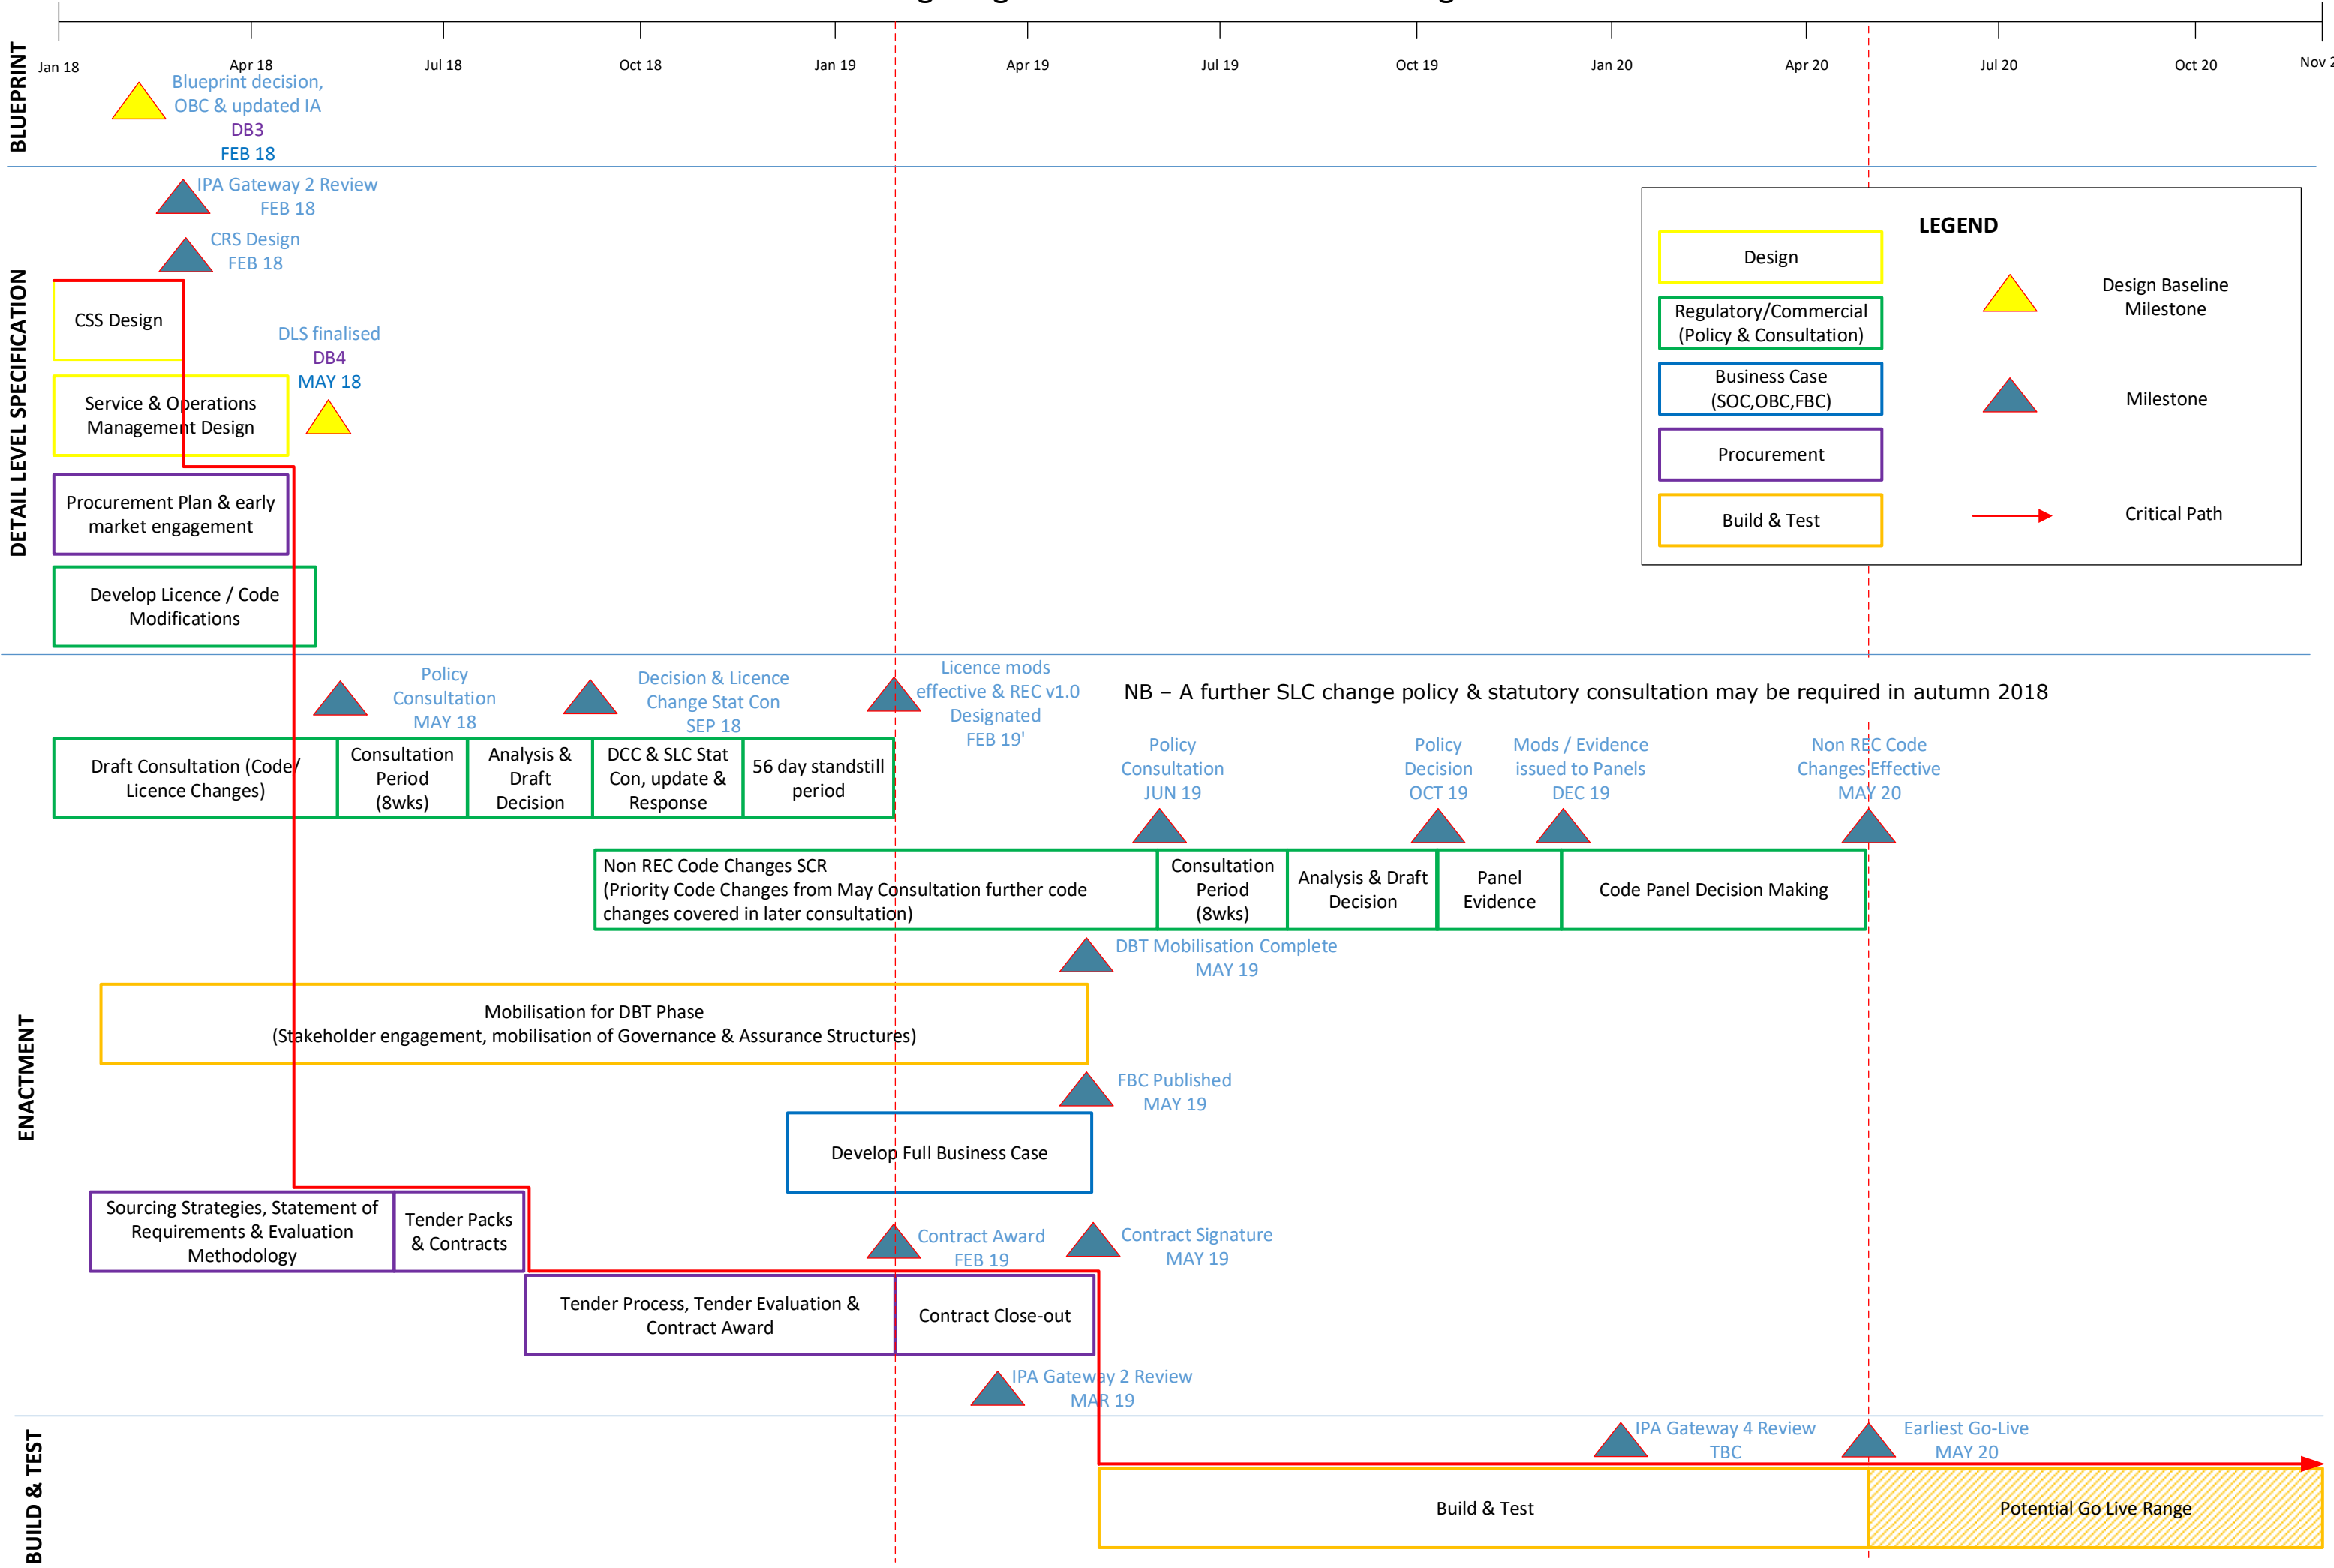 Jan 18
Apr 18
Jul 18
Oct 18
Jan 19
Apr 19
Jul 19
Oct 19
Jan 20
Apr 20
Jul 20
Oct 20
Nov 2
BLUEPRINT
Blueprint decision,
OBC & updated IA
DB3
FEB 18
DETAIL LEVEL SPECIFICATION
IPA Gateway 2 Review
FEB 18
CRS Design
FEB 18
CSS Design
DLS finalised
DB4
MAY 18
Service & Operations
Management Design
Procurement Plan & early
market engagement
Develop Licence / Code
Modifications
LEGEND
Design
Regulatory/Commercial
(Policy & Consultation)
Business Case
(SOC,OBC,FBC)
Procurement
Build & Test
Design Baseline
Milestone
Milestone
Critical Path
ENACTMENT
Policy
Consultation
MAY 18
Decision & Licence
Change Stat Con
SEP 18
Licence mods
effective & REC v1.0
Designated
FEB 19'
NB – A further SLC change policy & statutory consultation may be required in autumn 2018
Draft Consultation (Code/
Licence Changes)
Consultation
Period
(8wks)
Analysis &
Draft
Decision
DCC & SLC Stat
Con, update &
Response
56 day standstill
period
Policy
Consultation
JUN 19
Policy
Decision
OCT 19
Mods / Evidence
issued to Panels
DEC 19
Non REC Code
Changes Effective
MAY 20
Non REC Code Changes SCR
(Priority Code Changes from May Consultation further code
changes covered in later consultation)
Consultation
Period
(8wks)
Analysis & Draft
Decision
Panel
Evidence
Code Panel Decision Making
DBT Mobilisation Complete
MAY 19
Mobilisation for DBT Phase
(Stakeholder engagement, mobilisation of Governance & Assurance Structures)
FBC Published
MAY 19
Develop Full Business Case
Sourcing Strategies, Statement of
Requirements & Evaluation
Methodology
Tender Packs
& Contracts
Contract Award
FEB 19
Contract Signature
MAY 19
Tender Process, Tender Evaluation &
Contract Award
Contract Close-out
IPA Gateway 2 Review
MAR 19
BUILD & TEST
IPA Gateway 4 Review
TBC
Earliest Go-Live
MAY 20
Build & Test
Potential Go Live Range